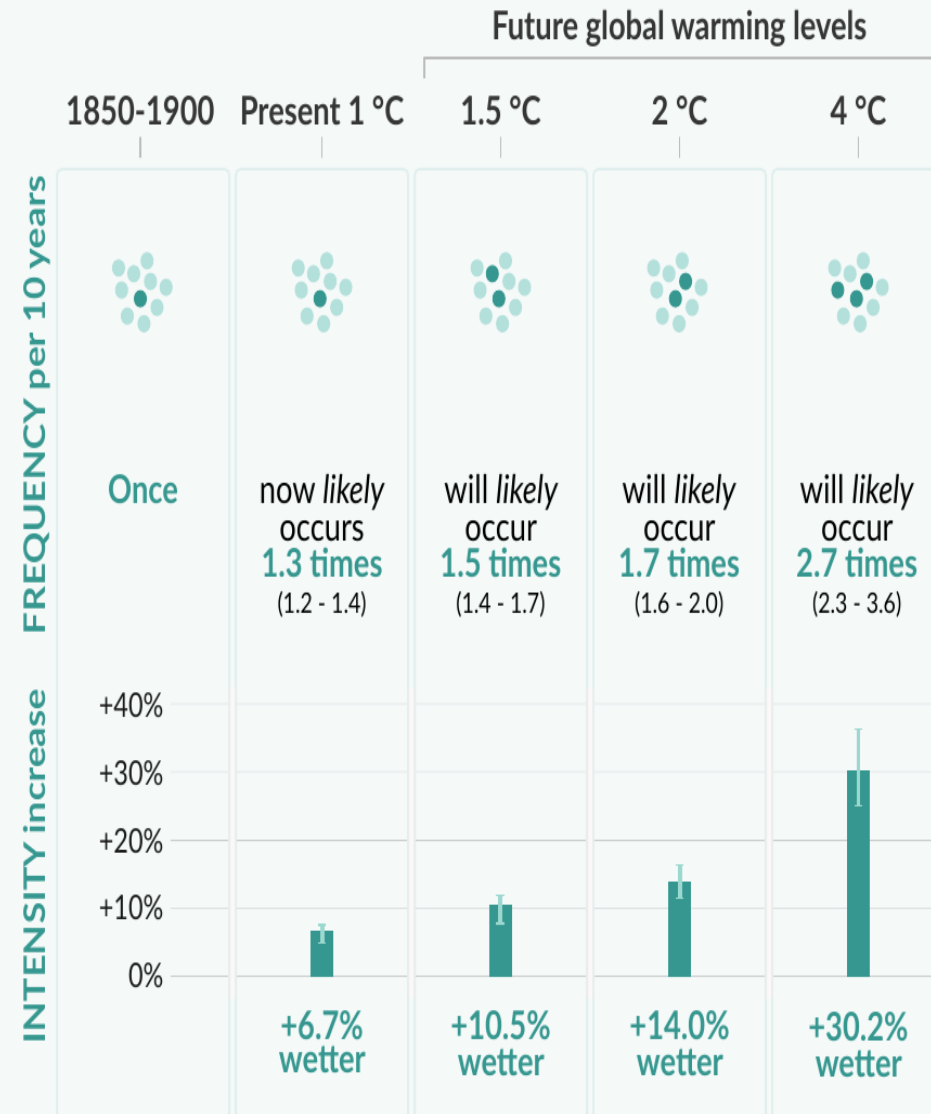 Future global warming levels
1850-1900 Present 1 °C 1.5 °C 2 °C 4 °C
FREQUENCY per 10 years
Once
now likely
occurs
1.3 times
(1.2 - 1.4)
will likely
occur
1.5 times
(1.4 - 1.7)
will likely
occur
1.7 times
(1.6 - 2.0)
will likely
occur
2.7 times
(2.3 - 3.6)
INTENSITY increase
+40%
+30%
+20%
+10%
0%
+6.7%
wetter
+10.5%
wetter
+14.0%
wetter
+30.2%
wetter